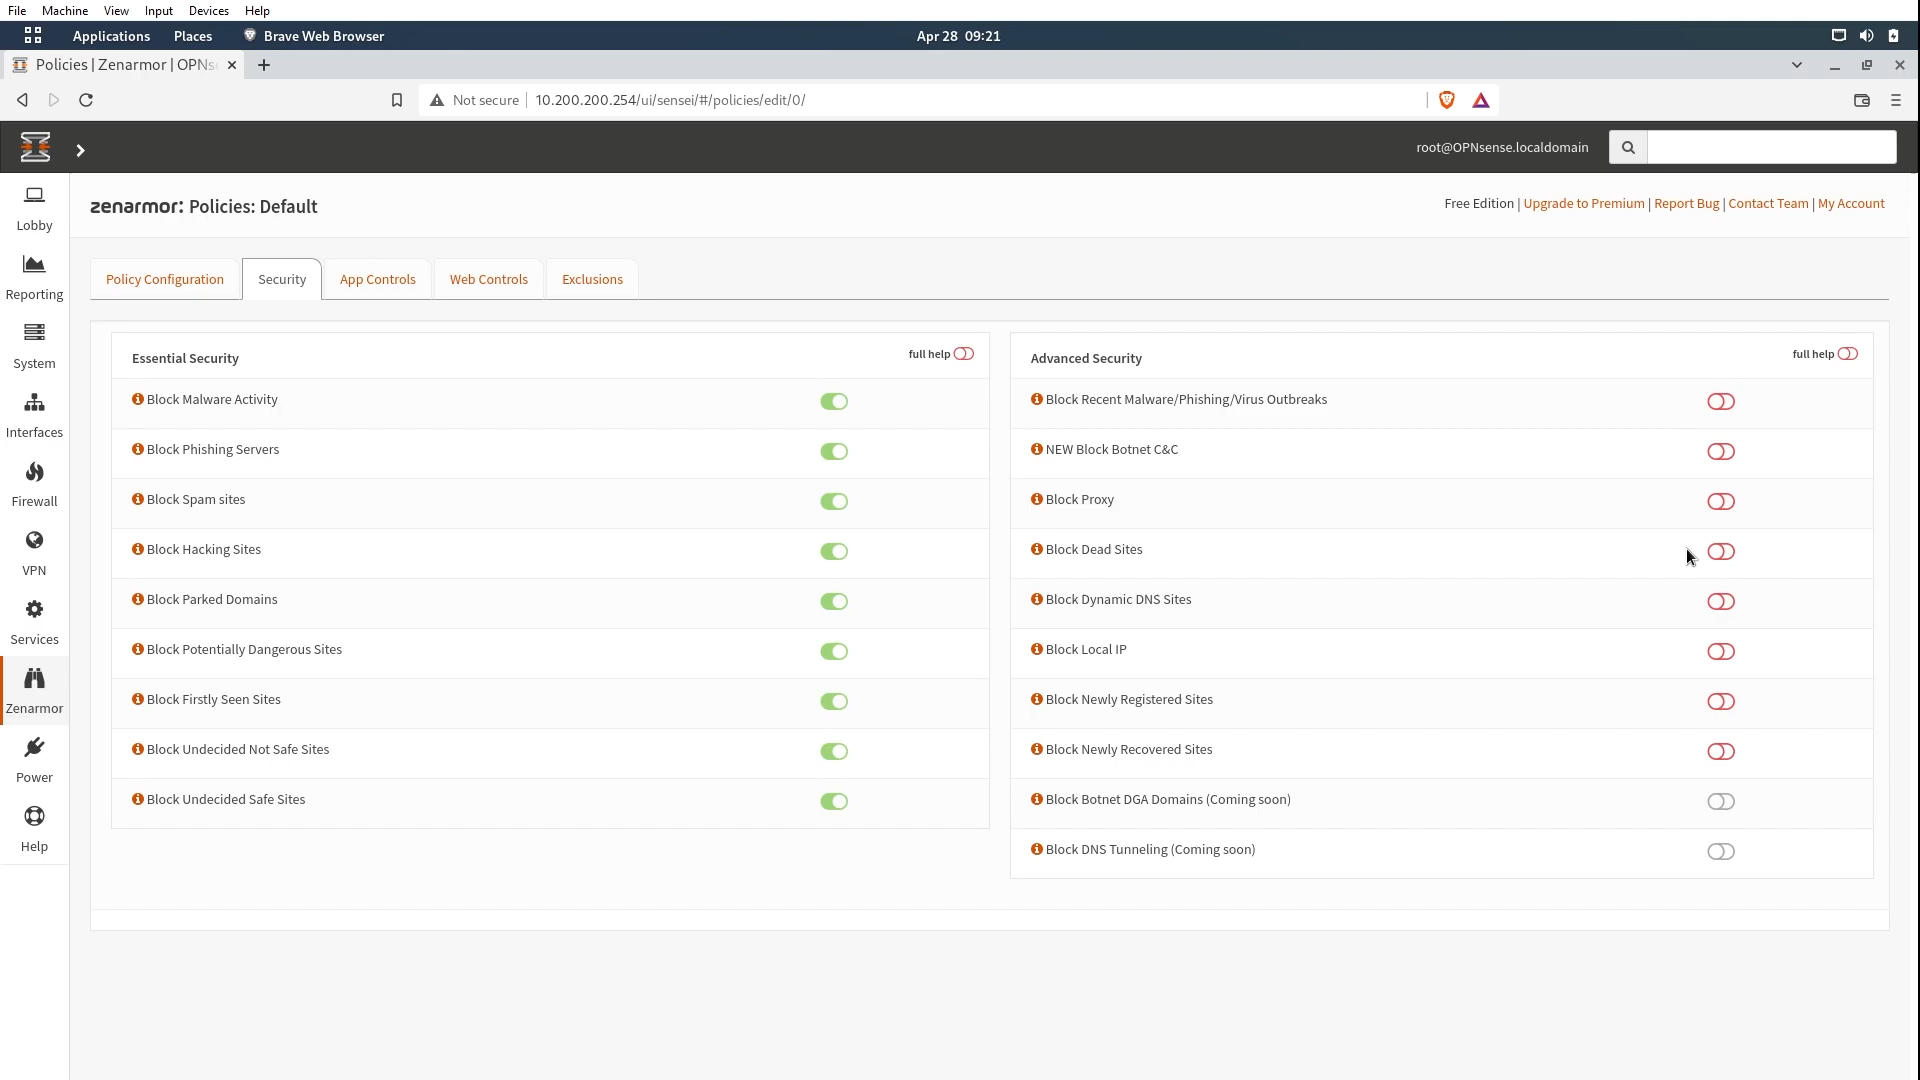 File Machine View Input Devices Help
Applications Places Brave Web Browser Apr 28 09:21
Policies | Zenarmor | OPNs
Not secure 10.200.200.254/ui/sensei/#/policies/edit/0/
root@OPNsense.localdomain
zenarmor: Policies: Default
Free Edition | Upgrade to Premium | Report Bug | Contact Team | My Account
Lobby
Reporting
System
Interfaces
Firewall
VPN
Services
Zenarmor
Power
Help
Policy Configuration Security App Controls Web Controls Exclusions
Essential Security full help
Block Malware Activity
Block Phishing Servers
Block Spam sites
Block Hacking Sites
Block Parked Domains
Block Potentially Dangerous Sites
Block Firstly Seen Sites
Block Undecided Not Safe Sites
Block Undecided Safe Sites
Advanced Security full help
Block Recent Malware/Phishing/Virus Outbreaks
NEW Block Botnet C&C
Block Proxy
Block Dead Sites
Block Dynamic DNS Sites
Block Local IP
Block Newly Registered Sites
Block Newly Recovered Sites
Block Botnet DGA Domains (Coming soon)
Block DNS Tunneling (Coming soon)